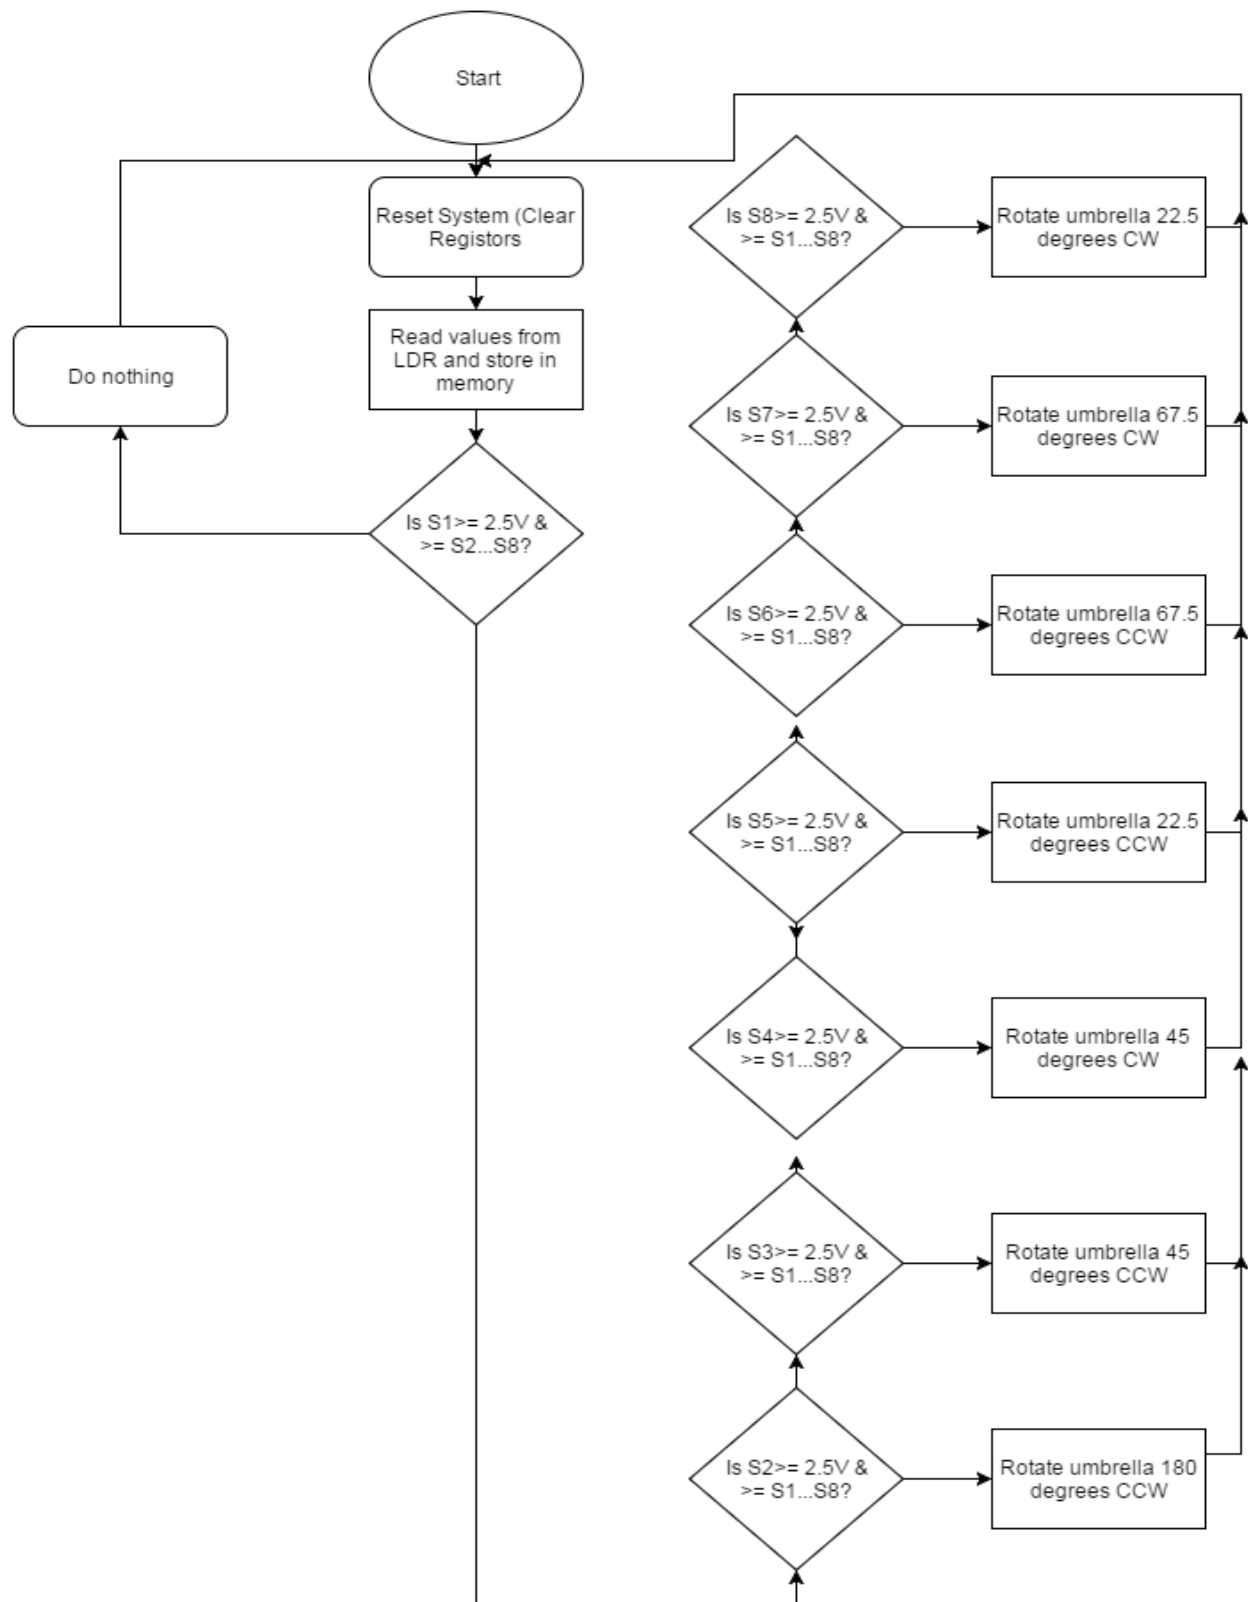 Start
Reset System (Clear
Registors
Read values from
LDR and store in
memory
Do nothing
Is S1>= 2.5V &
>= S2...S8?
Is S8>= 2.5V &
>= S1...S8?
Rotate umbrella 22.5
degrees CW
Is S7>= 2.5V &
>= S1...S8?
Rotate umbrella 67.5
degrees CW
Is S6>= 2.5V &
>= S1...S8?
Rotate umbrella 67.5
degrees CCW
Is S5>= 2.5V &
>= S1...S8?
Rotate umbrella 22.5
degrees CCW
Is S4>= 2.5V &
>= S1...S8?
Rotate umbrella 45
degrees CW
Is S3>= 2.5V &
>= S1...S8?
Rotate umbrella 45
degrees CCW
Is S2>= 2.5V &
>= S1...S8?
Rotate umbrella 180
degrees CCW